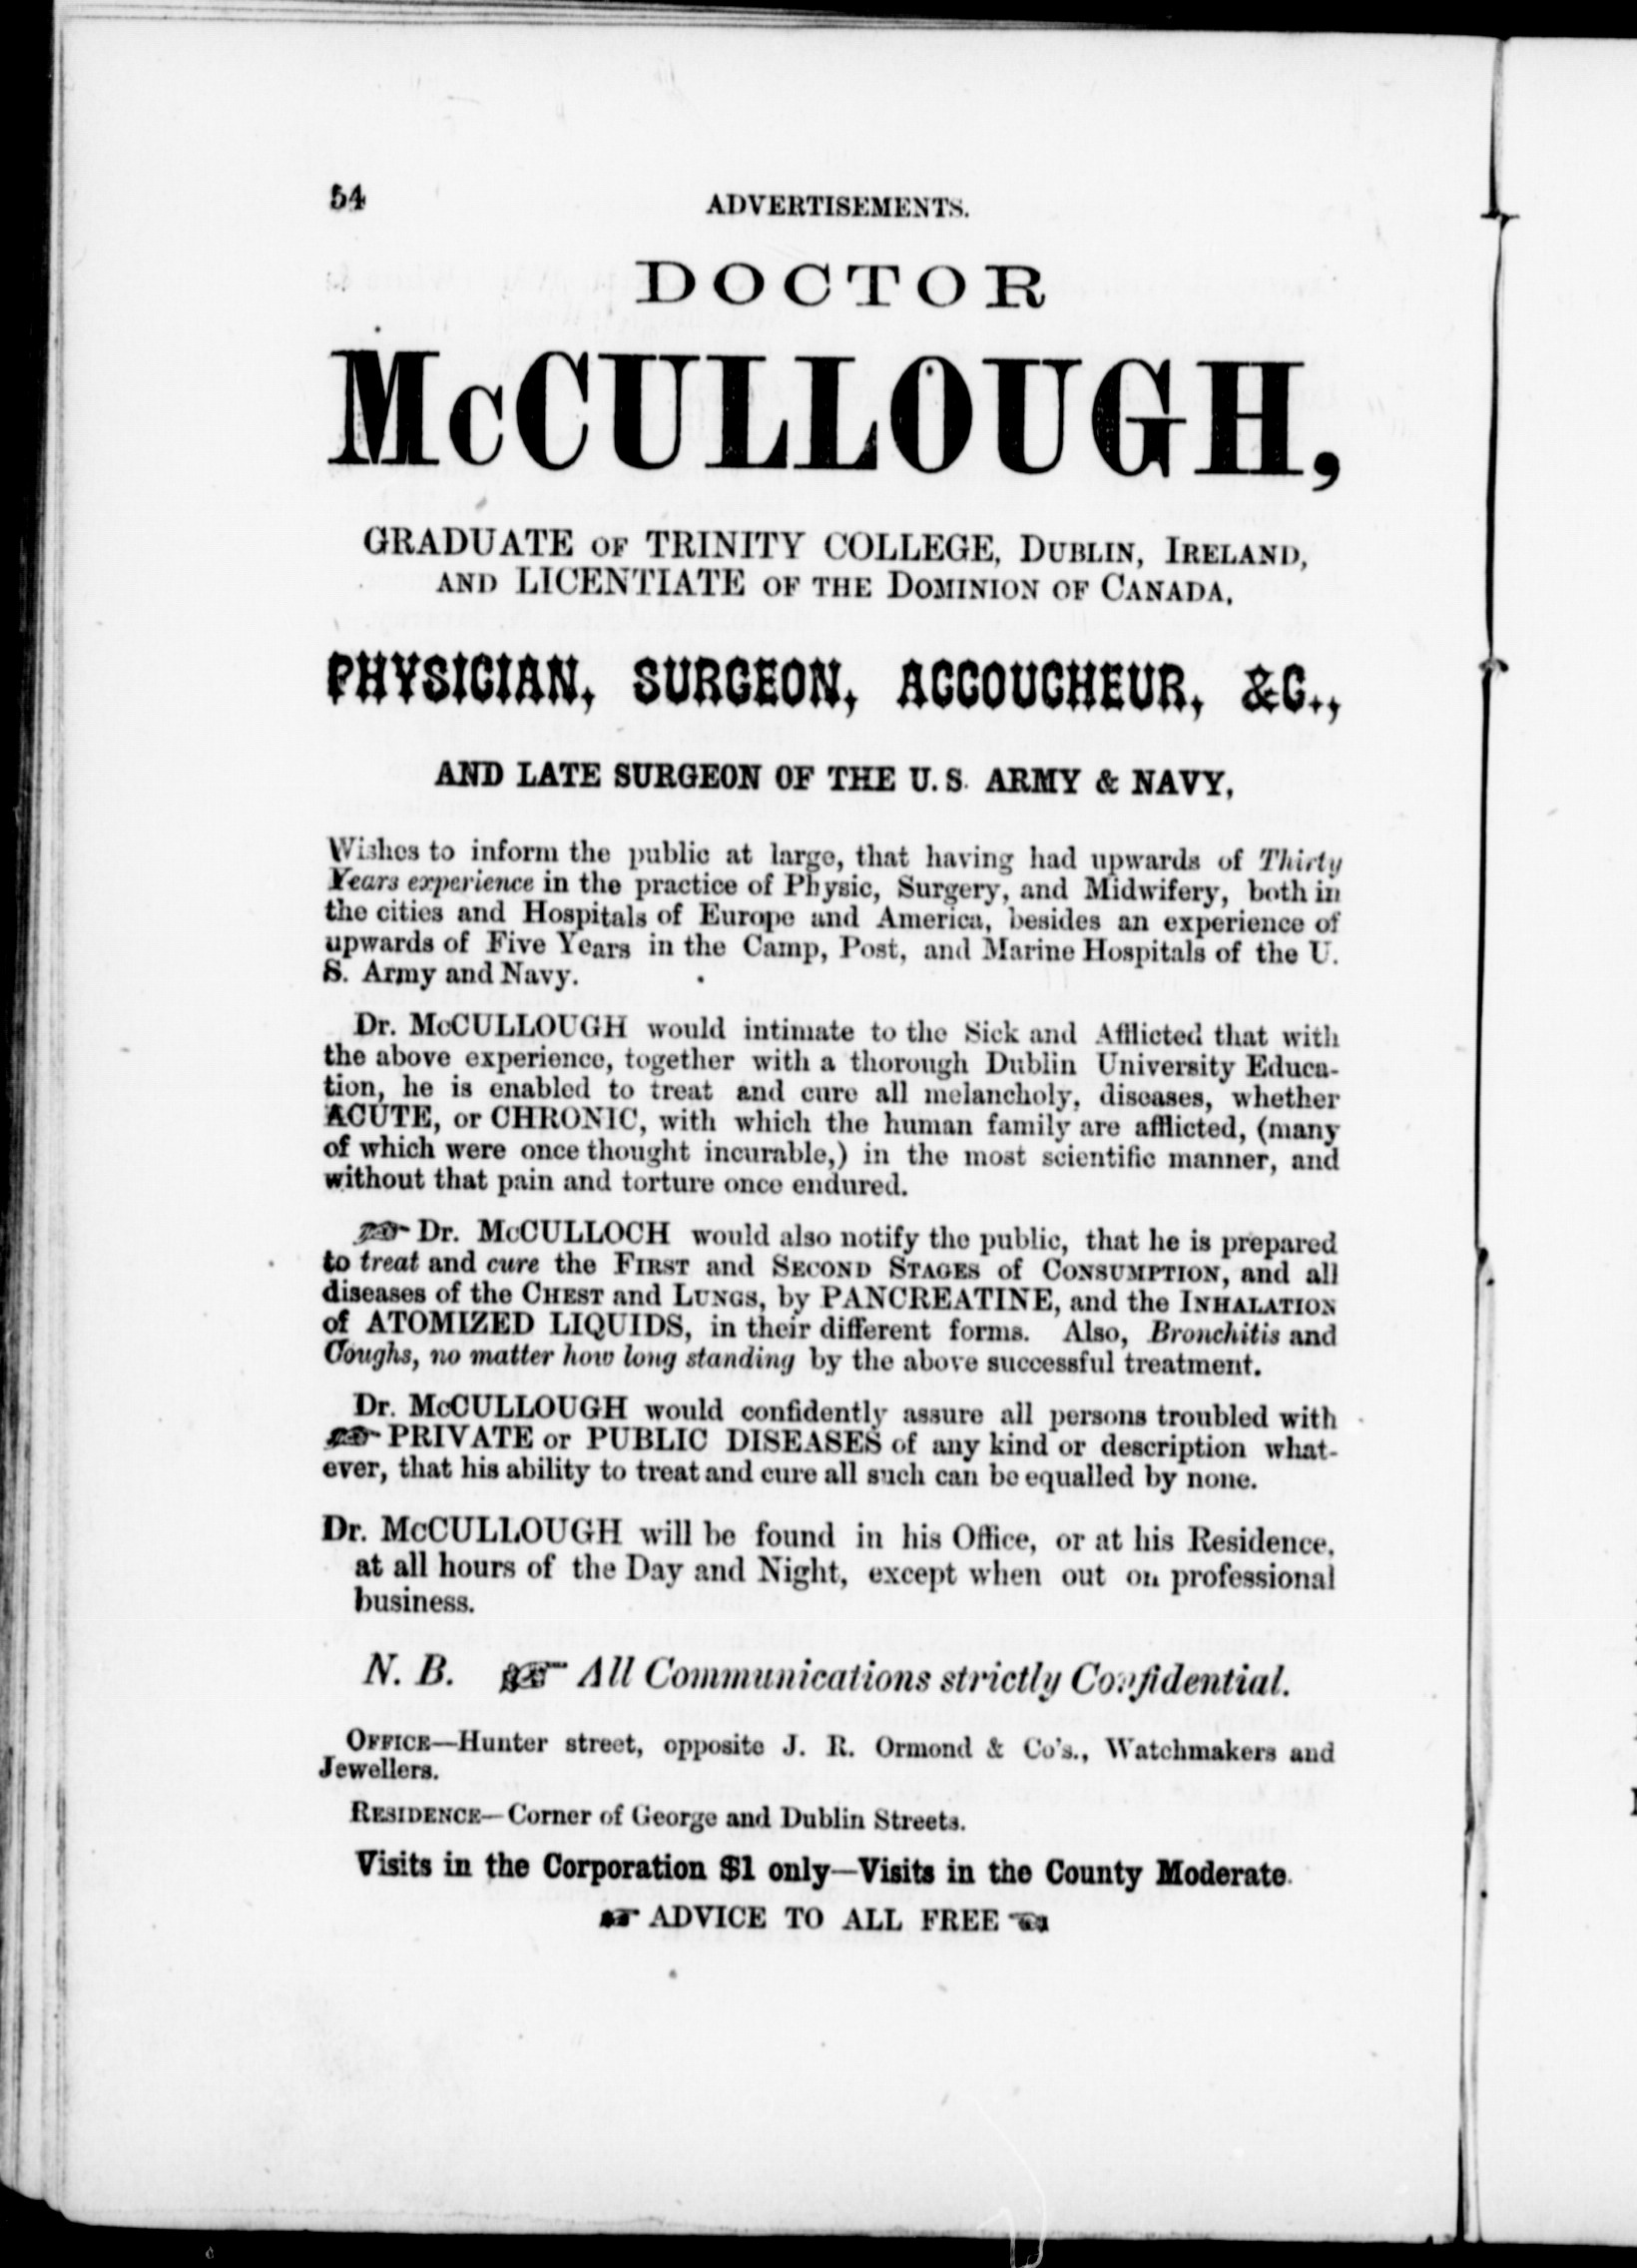 54
ADVERTISEMENTS.
DOCTOR
McCULLOUGH,
GRADUATE OF TRINITY COLLEGE, DUBLIN, IRELAND,
AND LICENTIATE OF THE DOMINION OF CANADA.
PHYSICIAN, SURGEON, ACCOUCHEUR, &C.,
AND LATE SURGEON OF THE U. S. ARMY & NAVY,
Wishes to inform the public at large, that having had upwards of Thirty
Years experience in the practice of Physic, Surgery, and Midwifery, both in
the cities and Hospitals of Europe and America, besides an experience of
upwards of Five Years in the Camp, Post, and Marine Hospitals of the U.
S. Army and Navy.
Dr. McCULLOUGH would intimate to the Sick and Afflicted that with
the above experience, together with a thorough Dublin University Educa-
tion, he is enabled to treat and cure all melancholy, diseases, whether
ACUTE, or CHRONIC, with which the human family are afflicted, (many
of which were once thought incurable,) in the most scientific manner, and
without that pain and torture once endured.
☞ Dr. McCULLOCH would also notify the public, that he is prepared
to treat and cure the FIRST and SECOND STAGES of CONSUMPTION, and all
diseases of the CHEST and LUNGS, by PANCREATINE, and the INHALATION
of ATOMIZED LIQUIDS, in their different forms. Also, Bronchitis and
Coughs, no matter how long standing by the above successful treatment.
Dr. McCULLOUGH would confidently assure all persons troubled with
☞ PRIVATE or PUBLIC DISEASES of any kind or description what-
ever, that his ability to treat and cure all such can be equalled by none.
Dr. McCULLOUGH will be found in his Office, or at his Residence,
at all hours of the Day and Night, except when out on professional
business.
N. B. ☞ All Communications strictly Confidential.
OFFICE—Hunter street, opposite J. R. Ormond & Co's., Watchmakers and
Jewellers.
RESIDENCE—Corner of George and Dublin Streets.
Visits in the Corporation $1 only—Visits in the County Moderate.
☞ ADVICE TO ALL FREE ☜